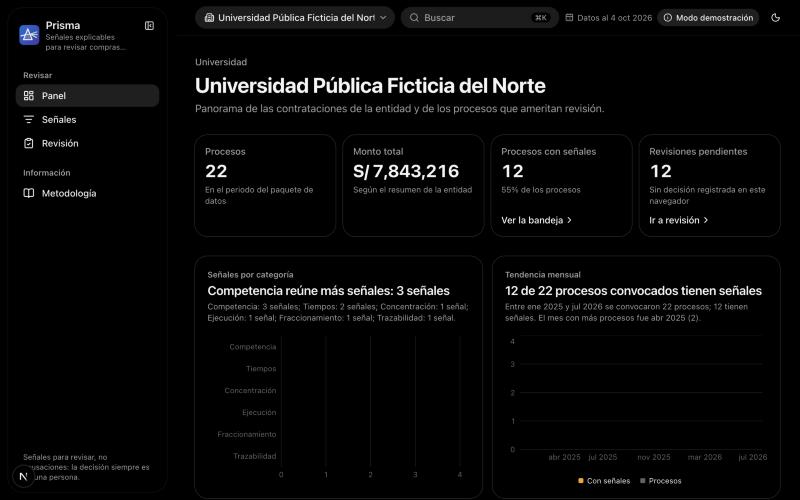 Prisma
Señales explicables
para revisar compras…
Revisar
Panel
Señales
Revisión
Información
Metodología
Señales para revisar, no
usaciones: la decisión siempre es
una persona.
N
Universidad Pública Ficticia del Nort
Buscar
⌘K
Datos al 4 oct 2026
Modo demostración
Universidad
Universidad Pública Ficticia del Norte
Panorama de las contrataciones de la entidad y de los procesos que ameritan revisión.
Procesos
22
En el periodo del paquete de
datos
Monto total
S/ 7,843,216
Según el resumen de la entidad
Procesos con señales
12
55% de los procesos
Ver la bandeja
Revisiones pendientes
12
Sin decisión registrada en este
navegador
Ir a revisión
Señales por categoría
Competencia reúne más señales: 3 señales
Competencia: 3 señales; Tiempos: 2 señales; Concentración: 1 señal;
Ejecución: 1 señal; Fraccionamiento: 1 señal; Trazabilidad: 1 señal.
Competencia
Tiempos
Concentración
Ejecución
Fraccionamiento
Trazabilidad
0 1 2 3 4
Tendencia mensual
12 de 22 procesos convocados tienen señales
Entre ene 2025 y jul 2026 se convocaron 22 procesos; 12 tienen
señales. El mes con más procesos fue abr 2025 (2).
4
3
2
1
0
abr 2025 jul 2025 nov 2025 mar 2026 jul 2026
Con señales Procesos